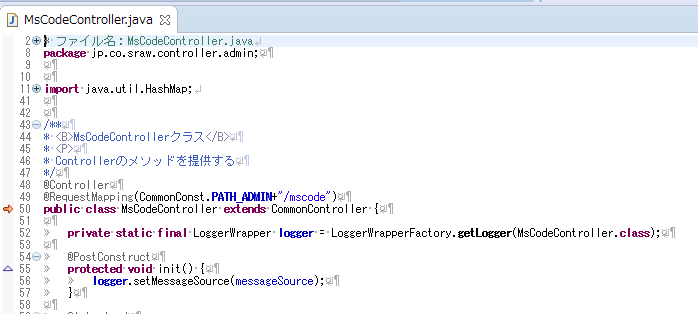 MsCodeController.java
2 * ファイル名：MsCodeController.java
8 package jp.co.sraw.controller.admin;
9
10
11 import java.util.HashMap;
41
42
43 /**
44 * <B>MsCodeControllerクラス</B>
45 * <P>
46 * Controllerのメソッドを提供する
47 */
48 @Controller
49 @RequestMapping(CommonConst.PATH_ADMIN+"/mscode")
50 public class MsCodeController extends CommonController {
51
52 private static final LoggerWrapper logger = LoggerWrapperFactory.getLogger(MsCodeController.class);
53
54 @PostConstruct
55 protected void init() {
56 logger.setMessageSource(messageSource);
57 }
58